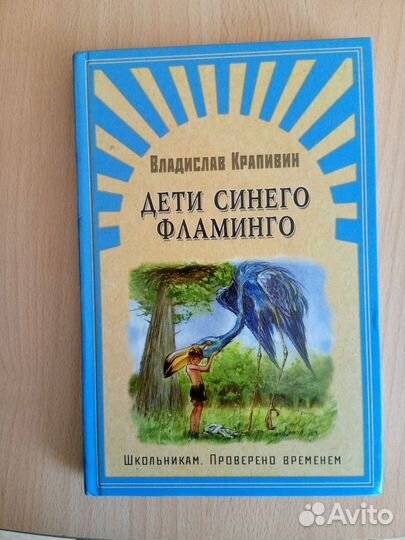 Владислав Крапивин
ДЕТИ СИНЕГО
ФЛАМИНГО
Школьникам. Проверено временем
Avito